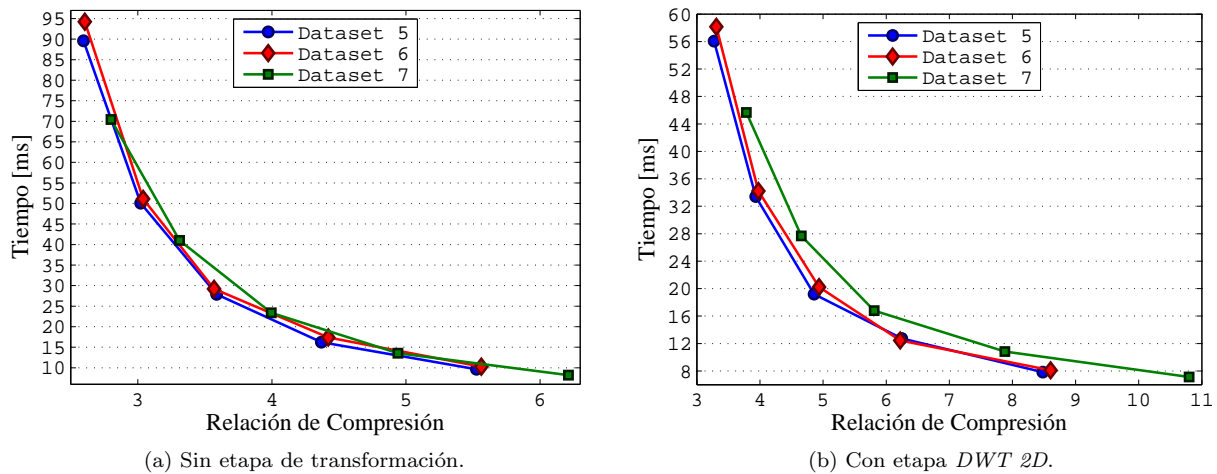 95
90
85
80
75
70
65
60
55
50
45
40
35
30
25
20
15
10
Tiempo [ms]
Dataset 5
Dataset 6
Dataset 7
3 4 5 6
Relación de Compresión
(a) Sin etapa de transformación.
60
56
52
48
44
40
36
32
28
24
20
16
12
8
Tiempo [ms]
Dataset 5
Dataset 6
Dataset 7
3 4 5 6 7 8 9 10 11
Relación de Compresión
(b) Con etapa DWT 2D.